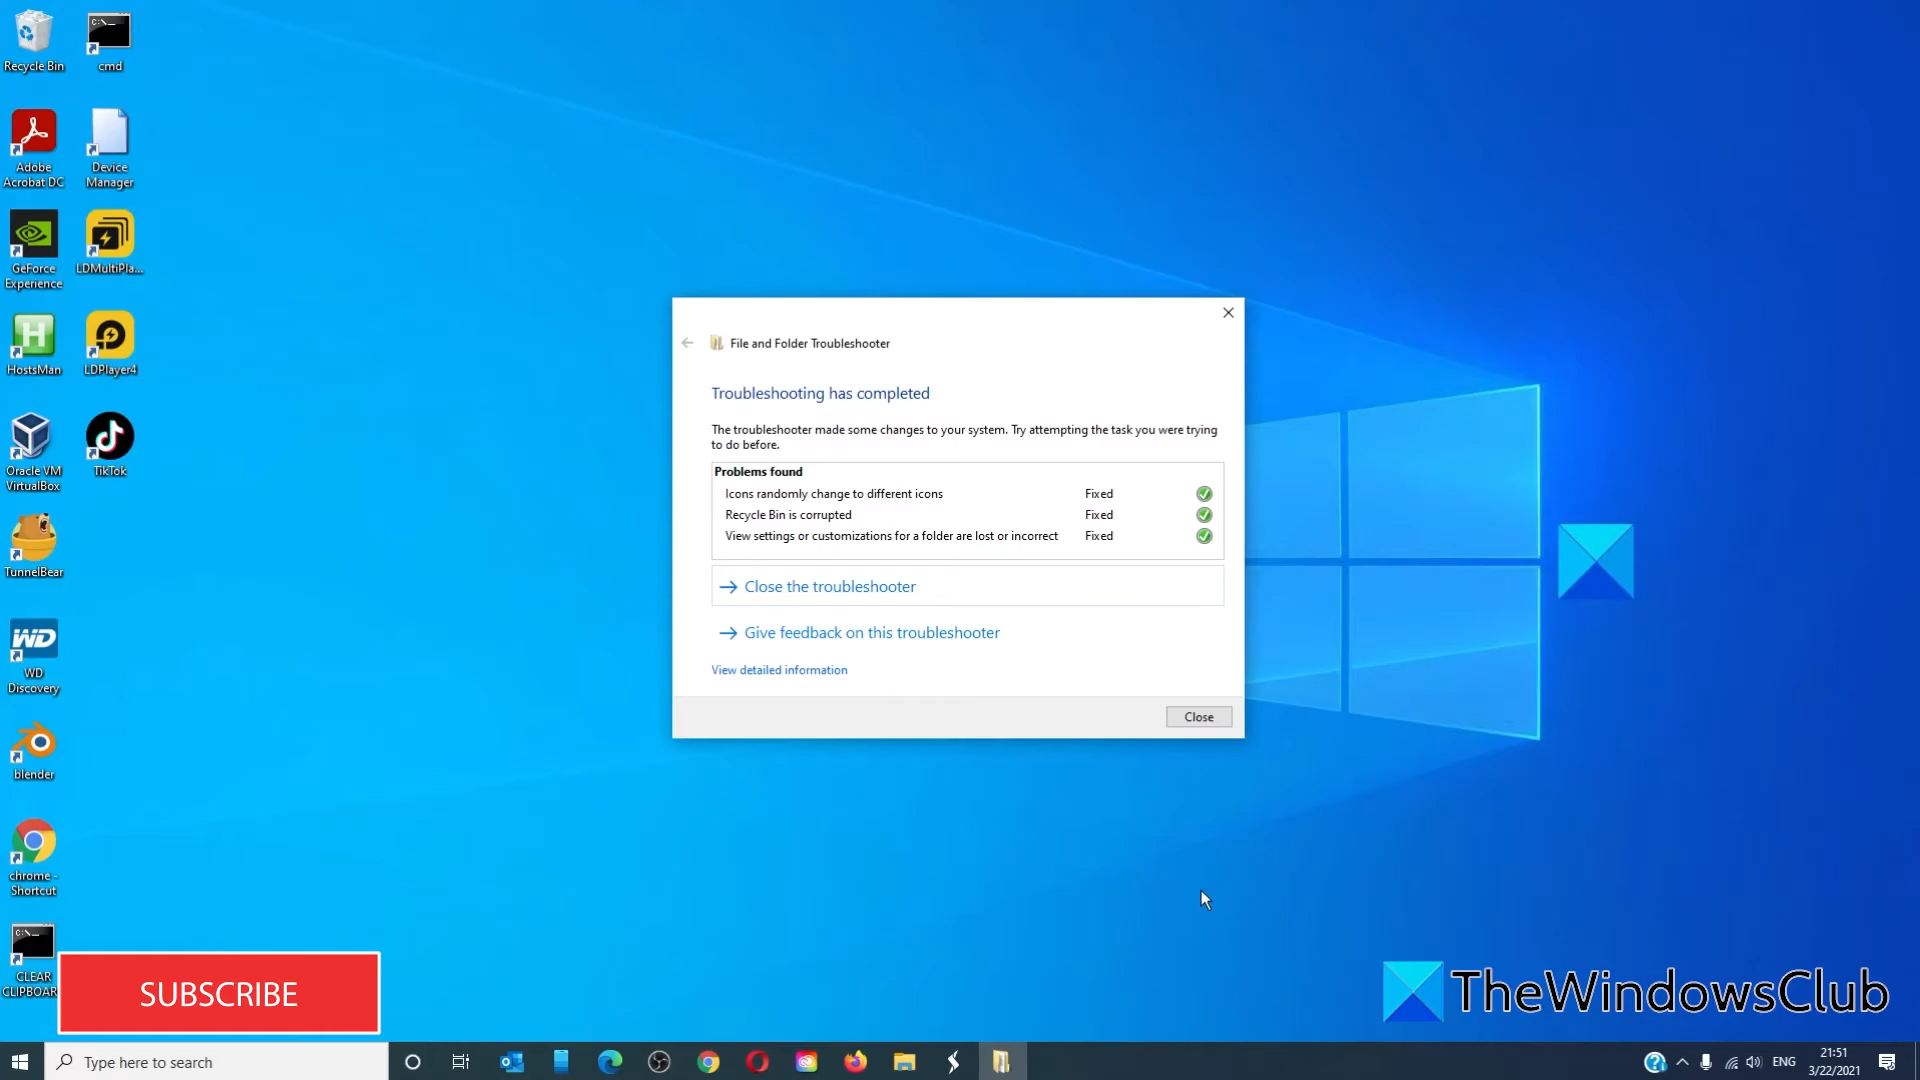 Recycle Bin
cmd
Adobe
Acrobat DC
Device
Manager
GeForce
Experience
LDMultiPla...
HostsMan
LDPlayer4
Oracle VM
VirtualBox
TikTok
TunnelBear
WD
WD
Discovery
blender
chrome -
Shortcut
C:\_
CLEAR
CLIPBOAR
SUBSCRIBE
File and Folder Troubleshooter
Troubleshooting has completed
The troubleshooter made some changes to your system. Try attempting the task you were trying
to do before.
Problems found
Icons randomly change to different icons Fixed
Recycle Bin is corrupted Fixed
View settings or customizations for a folder are lost or incorrect Fixed
Close the troubleshooter
Give feedback on this troubleshooter
View detailed information
Close
TheWindowsClub
Type here to search
ENG
21:51
3/22/2021